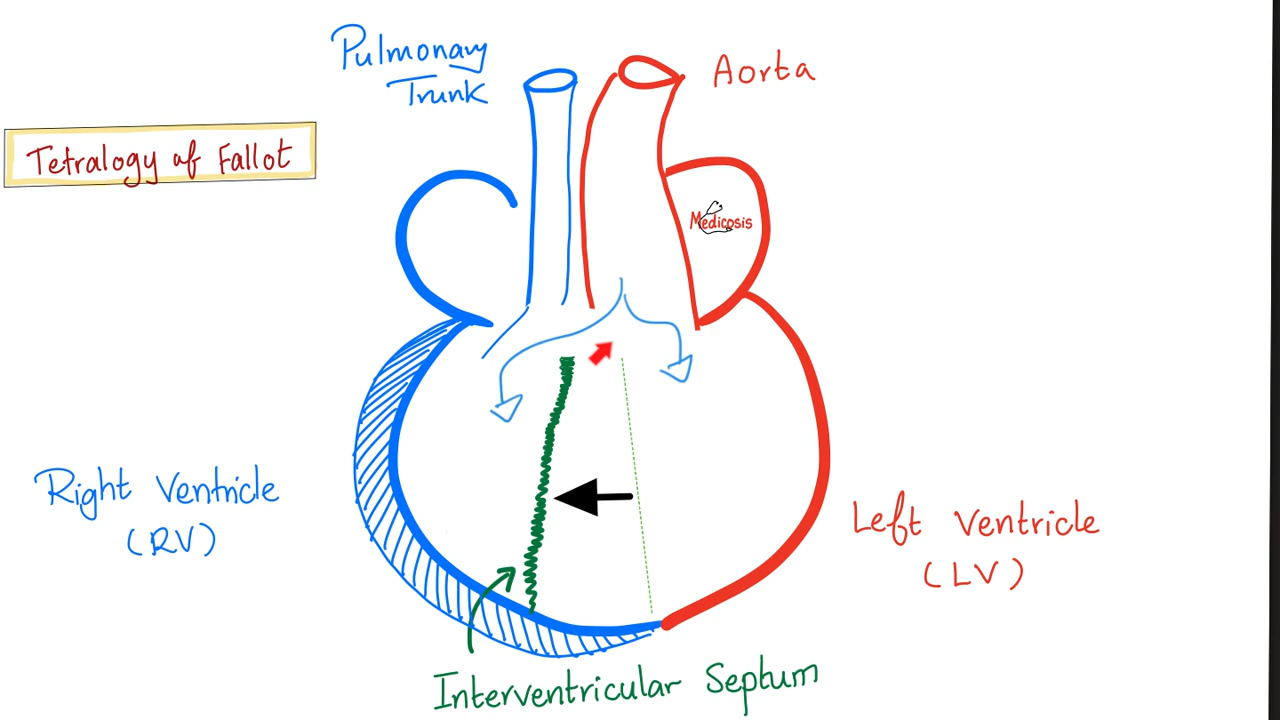 Pulmonary
Trunk
Aorta
Tetralogy of Fallot
Medicosis
Right Ventricle
(RV)
Left Ventricle
(LV)
Interventricular Septum